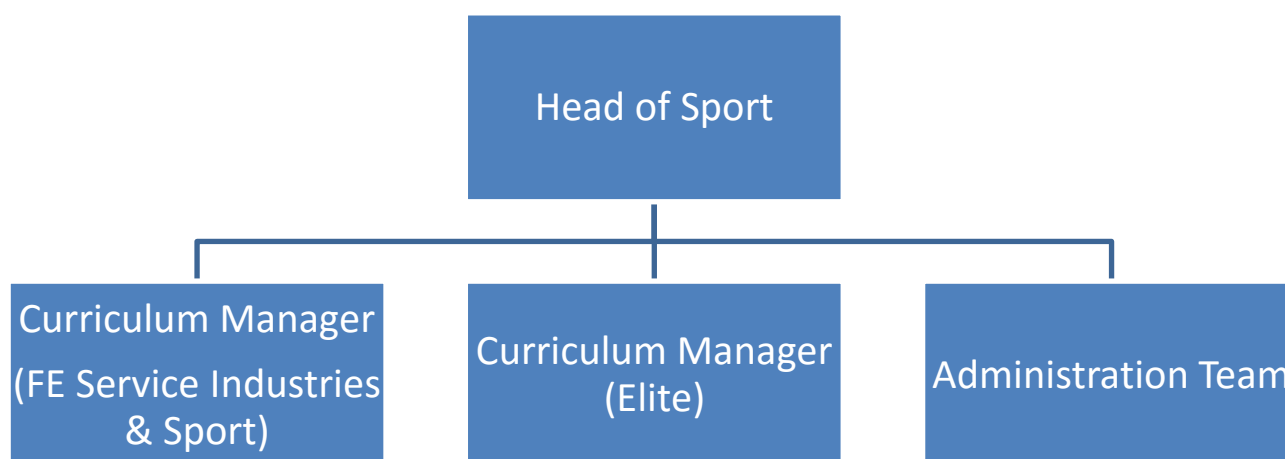 Head of Sport
Curriculum Manager
(FE Service Industries
& Sport)
Curriculum Manager
(Elite)
Administration Team